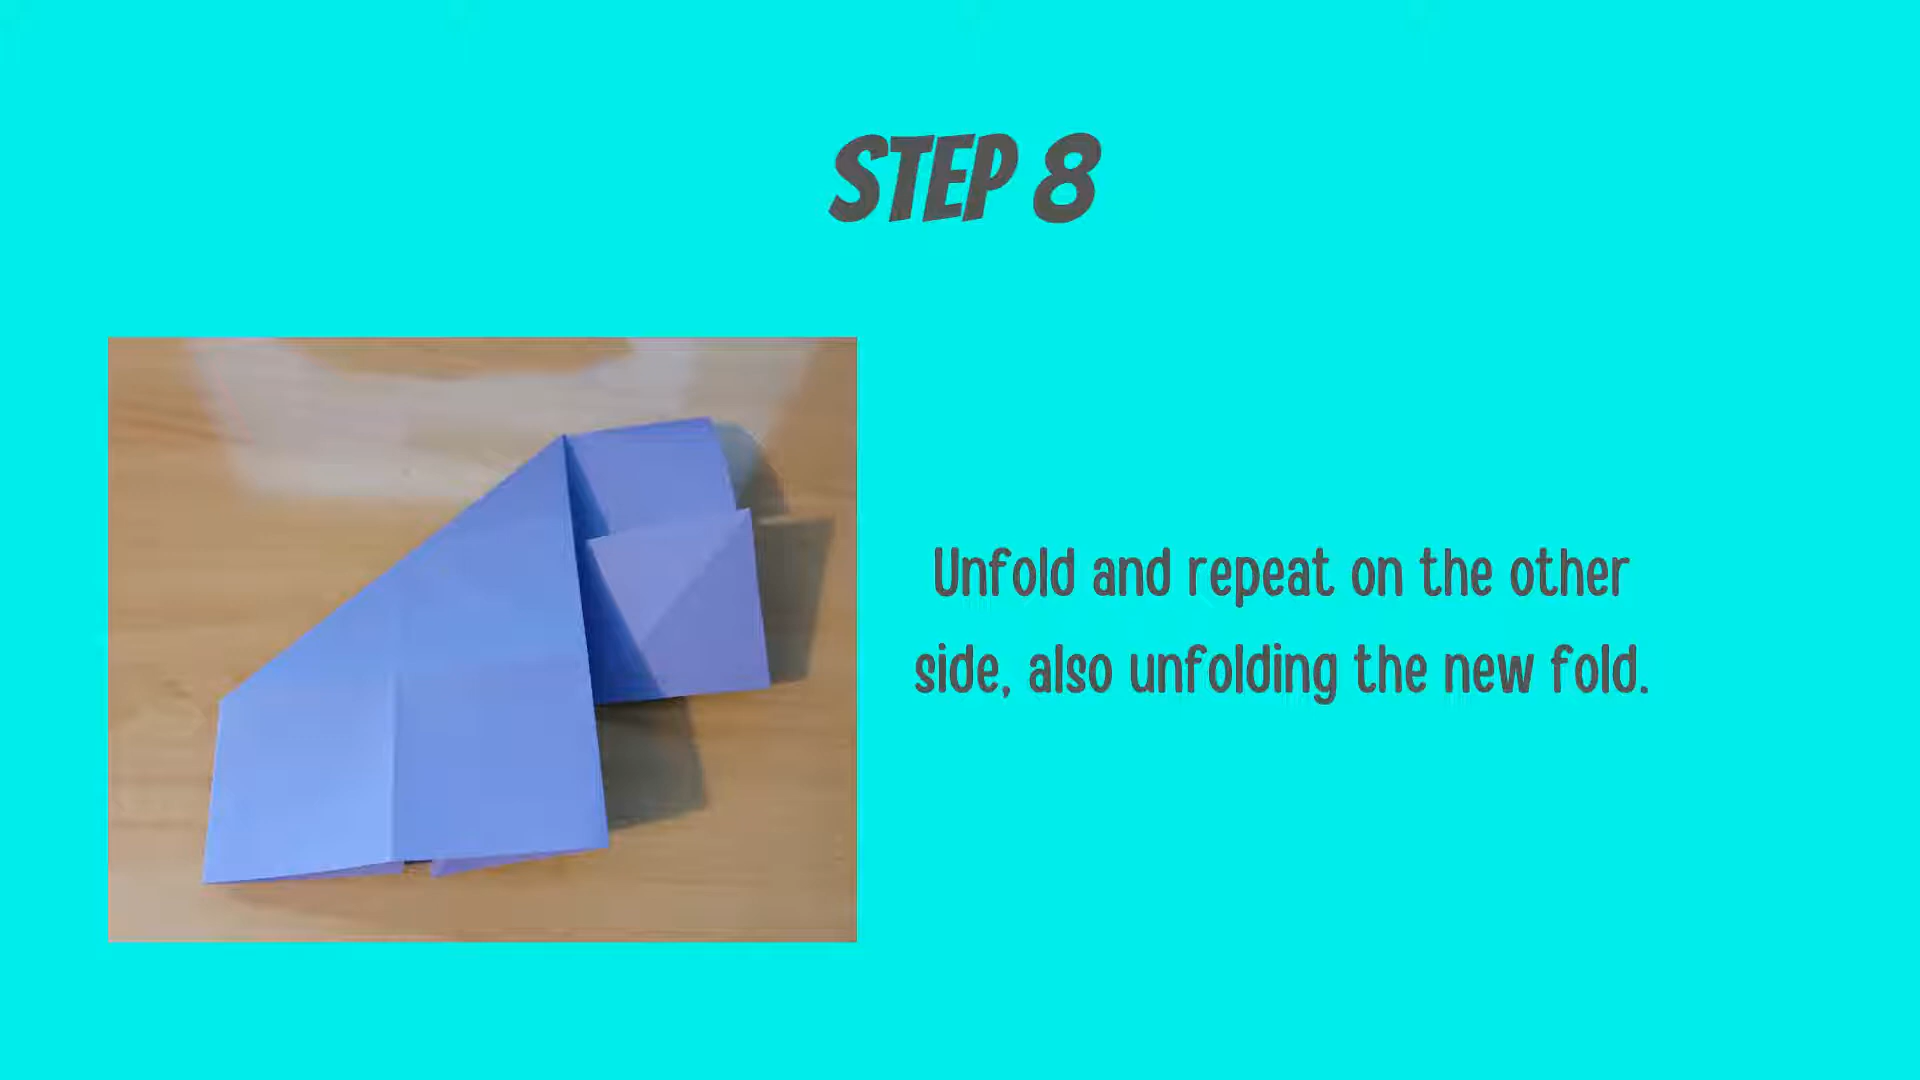 STEP 8
Unfold and repeat on the other
side, also unfolding the new fold.